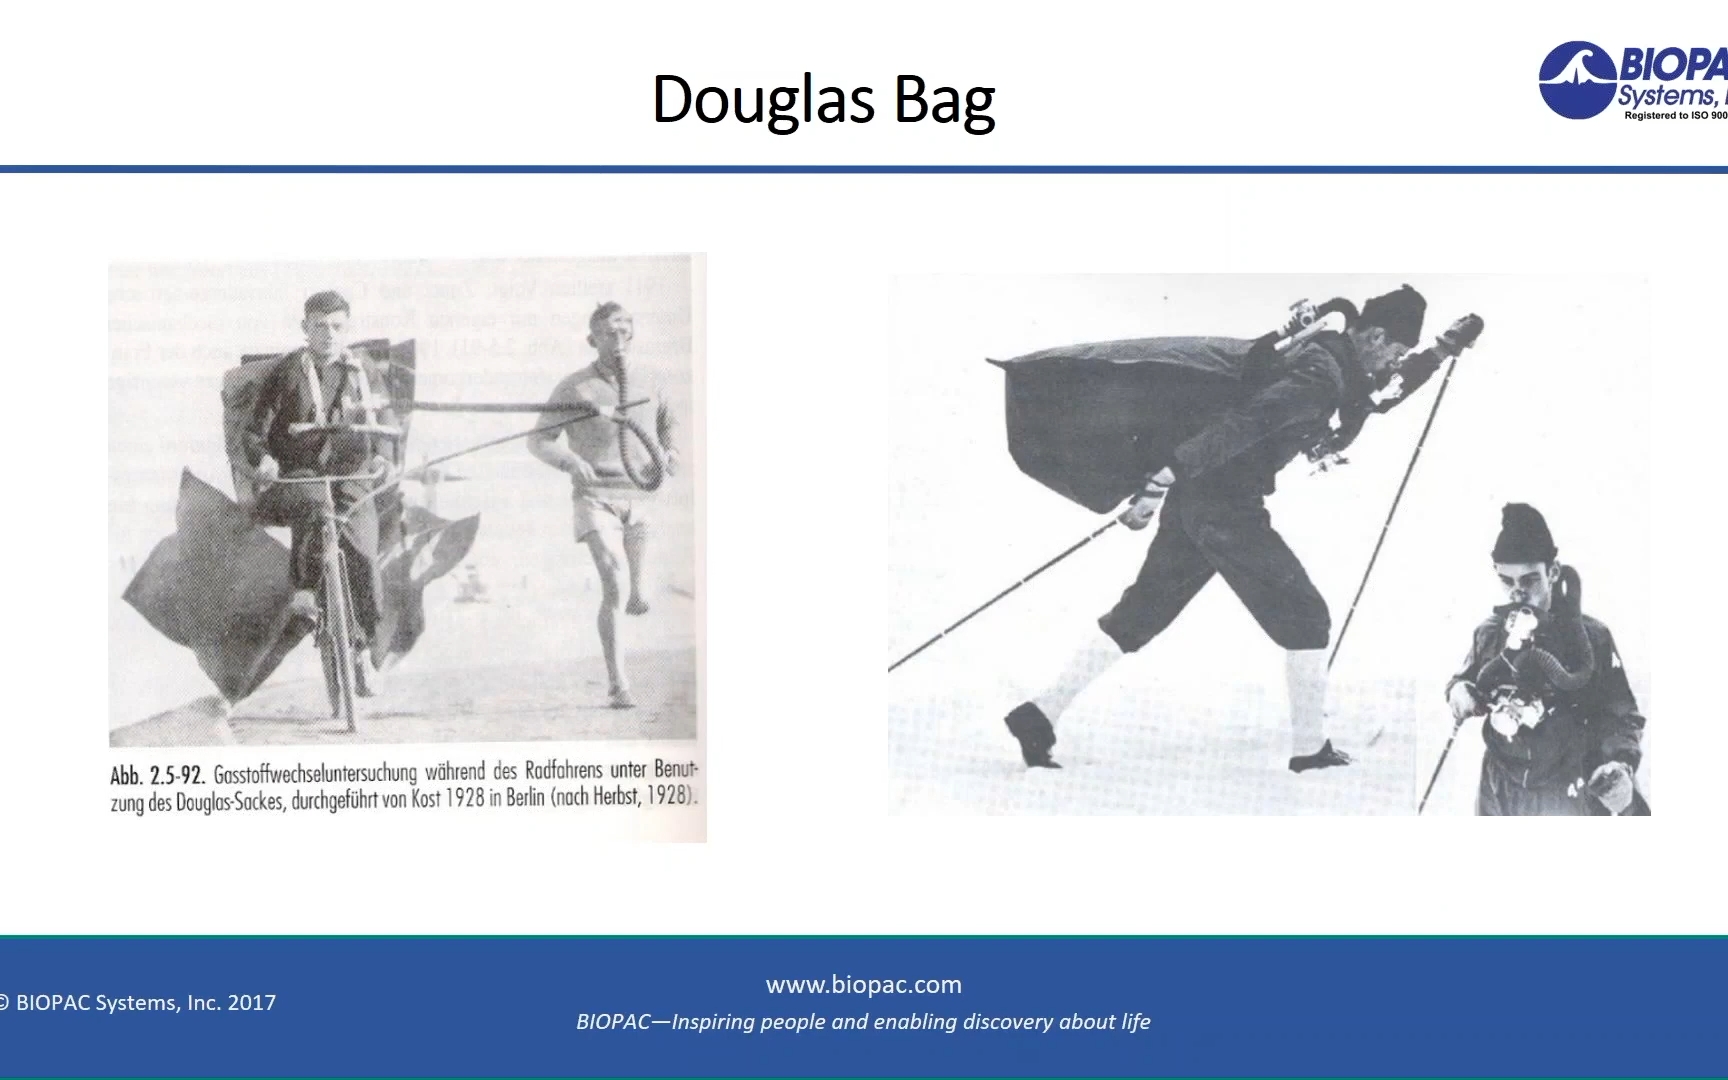 Douglas Bag
BIOPA
Systems,
Registered to ISO 900
Abb. 2.5-92. Gasstoffwechseluntersuchung während des Radfahrens unter Benut-
zung des Douglas-Sackes, durchgeführt von Kost 1928 in Berlin (nach Herbst, 1928).
www.biopac.com
© BIOPAC Systems, Inc. 2017
BIOPAC—Inspiring people and enabling discovery about life